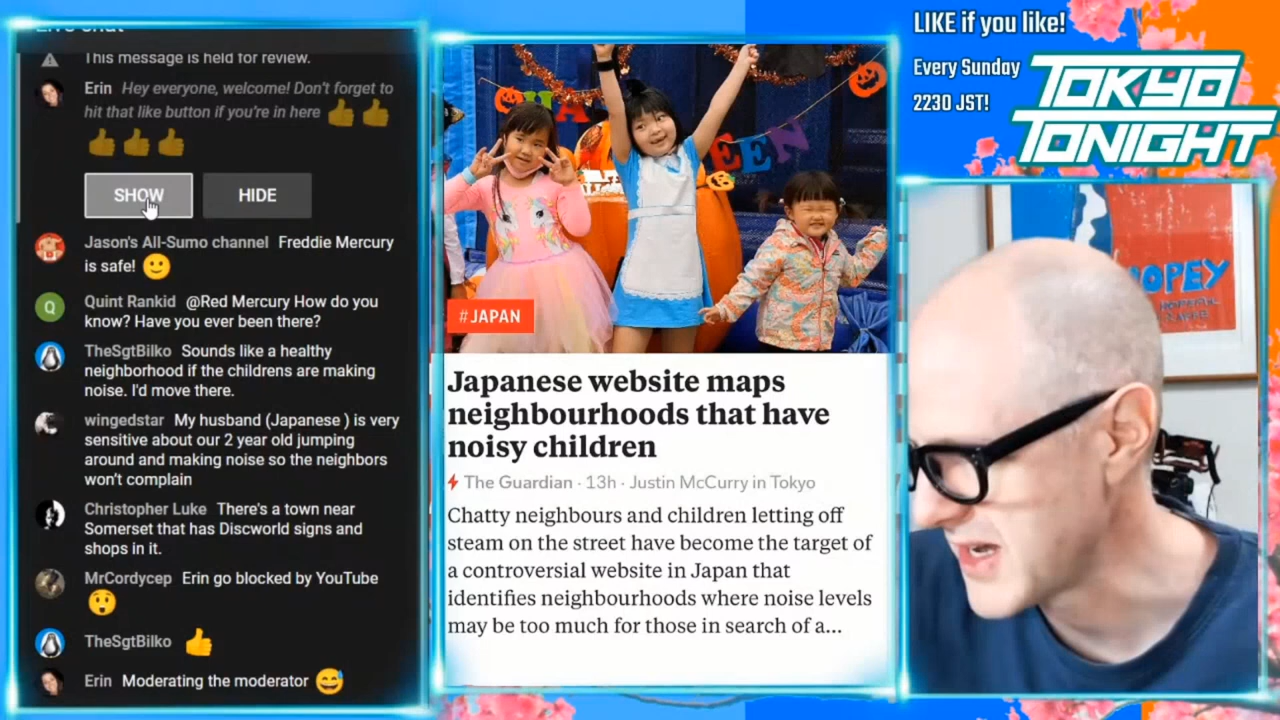 Live chat
This message is held for review.
Erin Hey everyone, welcome! Don't forget to
hit that like button if you're in here 👍👍
👍👍👍
SHOW HIDE
Jason's All-Sumo channel Freddie Mercury
is safe! 🙂
Q
Quint Rankid @Red Mercury How do you
know? Have you ever been there?
TheSgtBilko Sounds like a healthy
neighborhood if the childrens are making
noise. I'd move there.
wingedstar My husband (Japanese ) is very
sensitive about our 2 year old jumping
around and making noise so the neighbors
won't complain
Christopher Luke There's a town near
Somerset that has Discworld signs and
shops in it.
MrCordycep Erin go blocked by YouTube
😲
TheSgtBilko 👍
Erin Moderating the moderator 😅
#JAPAN
Japanese website maps
neighbourhoods that have
noisy children
The Guardian · 13h · Justin McCurry in Tokyo
Chatty neighbours and children letting off
steam on the street have become the target of
a controversial website in Japan that
identifies neighbourhoods where noise levels
may be too much for those in search of a...
LIKE if you like!
Every Sunday
2230 JST!
TOKYO
TONIGHT
HOPEY